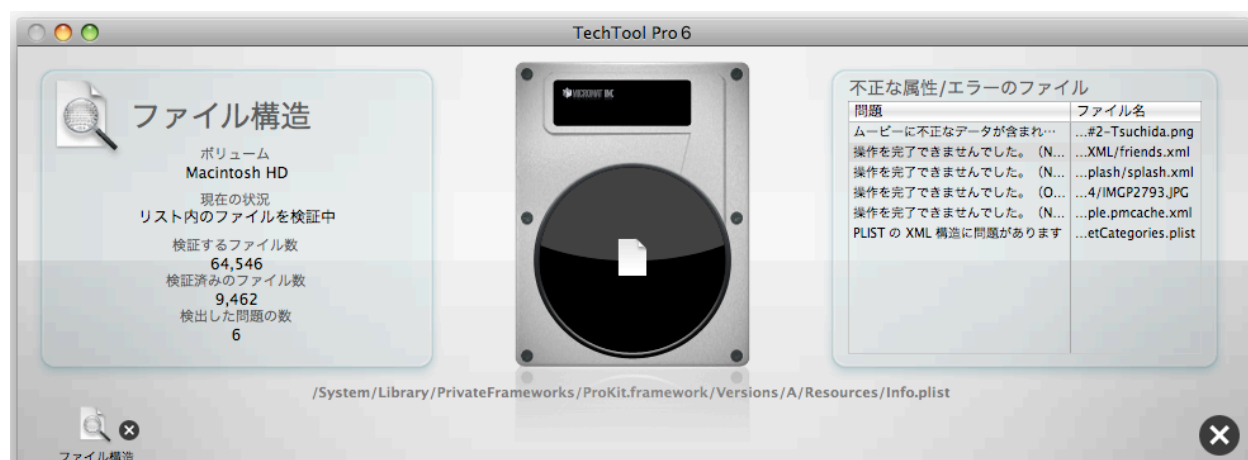 TechTool Pro 6
ファイル構造
ボリューム
Macintosh HD
現在の状況
リスト内のファイルを検証中
検証するファイル数
64,546
検証済みのファイル数
9,462
検出した問題の数
6
MICROMAT INC
不正な属性/エラーのファイル
問題 ファイル名
ムービーに不正なデータが含まれ… ...#2-Tsuchida.png
操作を完了できませんでした。（N... ...XML/friends.xml
操作を完了できませんでした。（N... ...plash/splash.xml
操作を完了できませんでした。（O... ...4/IMGP2793.JPG
操作を完了できませんでした。（N... ...ple.pmcache.xml
PLIST の XML 構造に問題があります ...etCategories.plist
/System/Library/PrivateFrameworks/ProKit.framework/Versions/A/Resources/Info.plist
ファイル構造